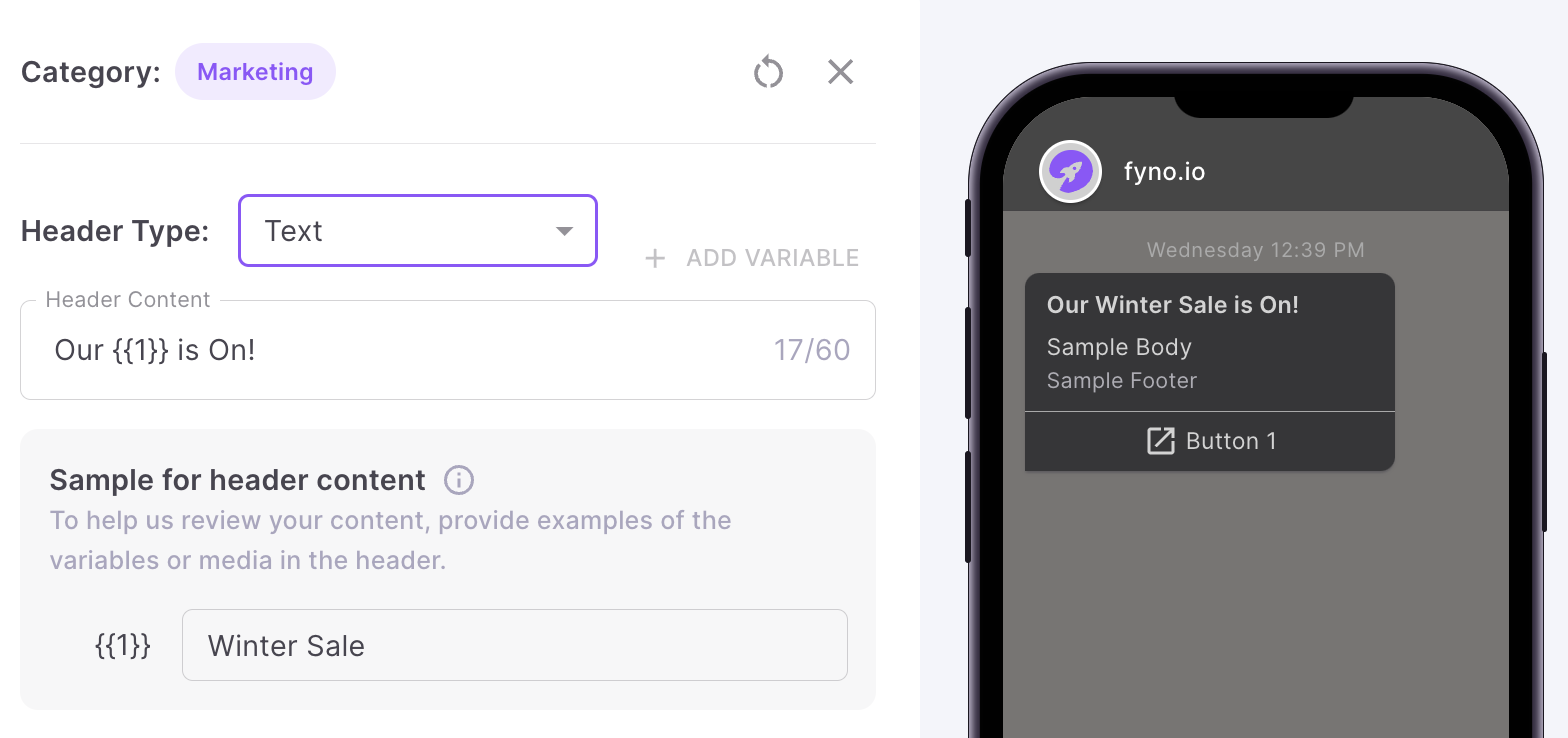 Category: Marketing
Header Type: Text
+ ADD VARIABLE
Header Content
Our {{1}} is On! 17/60
Sample for header content
To help us review your content, provide examples of the
variables or media in the header.
{{1}} Winter Sale
fyno.io
Wednesday 12:39 PM
Our Winter Sale is On!
Sample Body
Sample Footer
Button 1